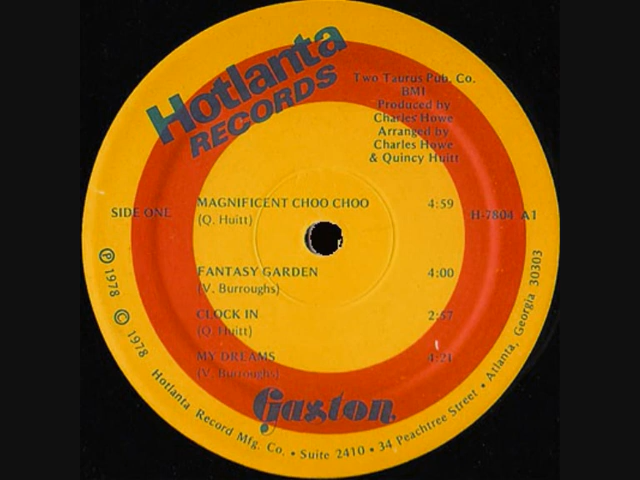 Hotlanta
RECORDS
Two Taurus Pub. Co.
BMI
Produced by
Charles Howe
Arranged by
Charles Howe
& Quincy Huitt
SIDE ONE
H-7804 A1
MAGNIFICENT CHOO CHOO 4:59
(Q. Huitt)
FANTASY GARDEN 4:00
(V. Burroughs)
CLOCK IN 2:57
(Q. Huitt)
MY DREAMS 4:21
(V. Burroughs)
Gaston
℗ 1978 © 1978 Hotlanta Record Mfg. Co. • Suite 2410 • 34 Peachtree Street • Atlanta, Georgia 30303